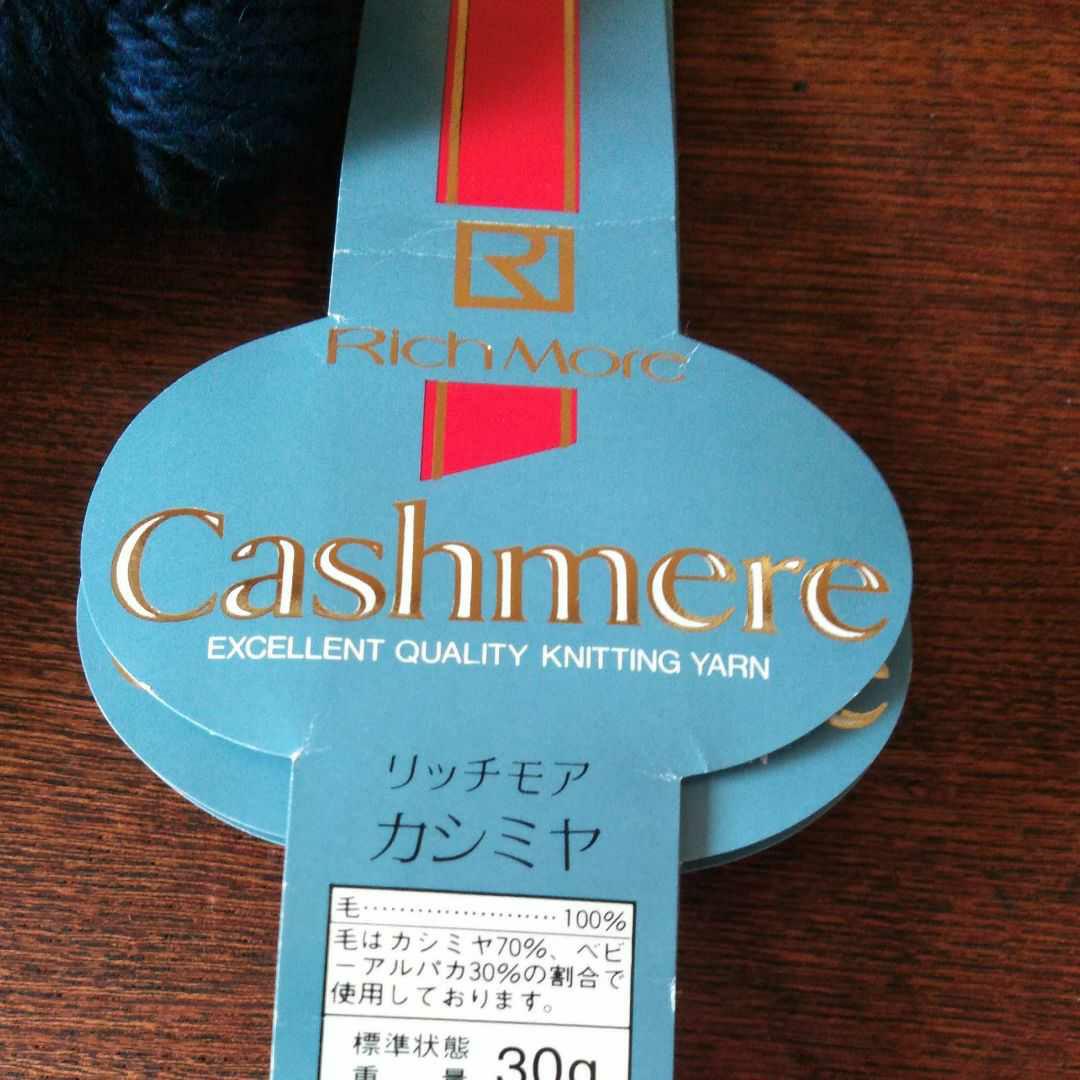 R
Rich More
Cashmere
EXCELLENT QUALITY KNITTING YARN
リッチモア
カシミヤ
毛…………………100%
毛はカシミヤ70%、ベビ
ーアルパカ30%の割合で
使用しております。
標準状態
重量 30g